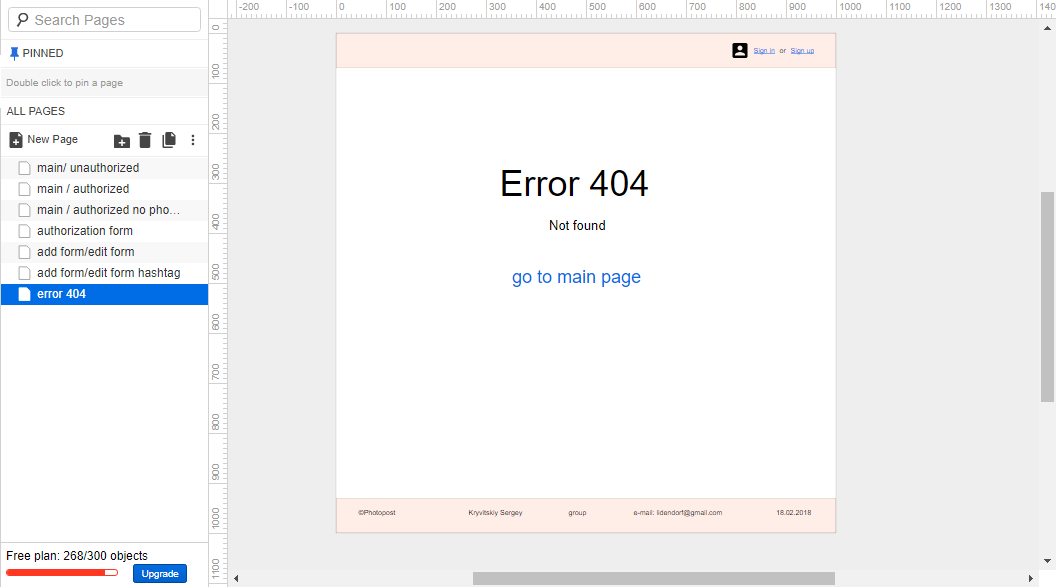 Search Pages
PINNED
Double click to pin a page
ALL PAGES
New Page
main/ unauthorized
main / authorized
main / authorized no pho...
authorization form
add form/edit form
add form/edit form hashtag
error 404
Free plan: 268/300 objects
Upgrade
-200 -100 0 100 200 300 400 500 600 700 800 900 1000 1100 1200 1300 140
0
100
200
300
400
500
600
700
800
900
1000
1100
Sign in or Sign up
Error 404
Not found
go to main page
©Photopost Kryvitskiy Sergey group e-mail: lidendorf@gmail.com 16.02.2018